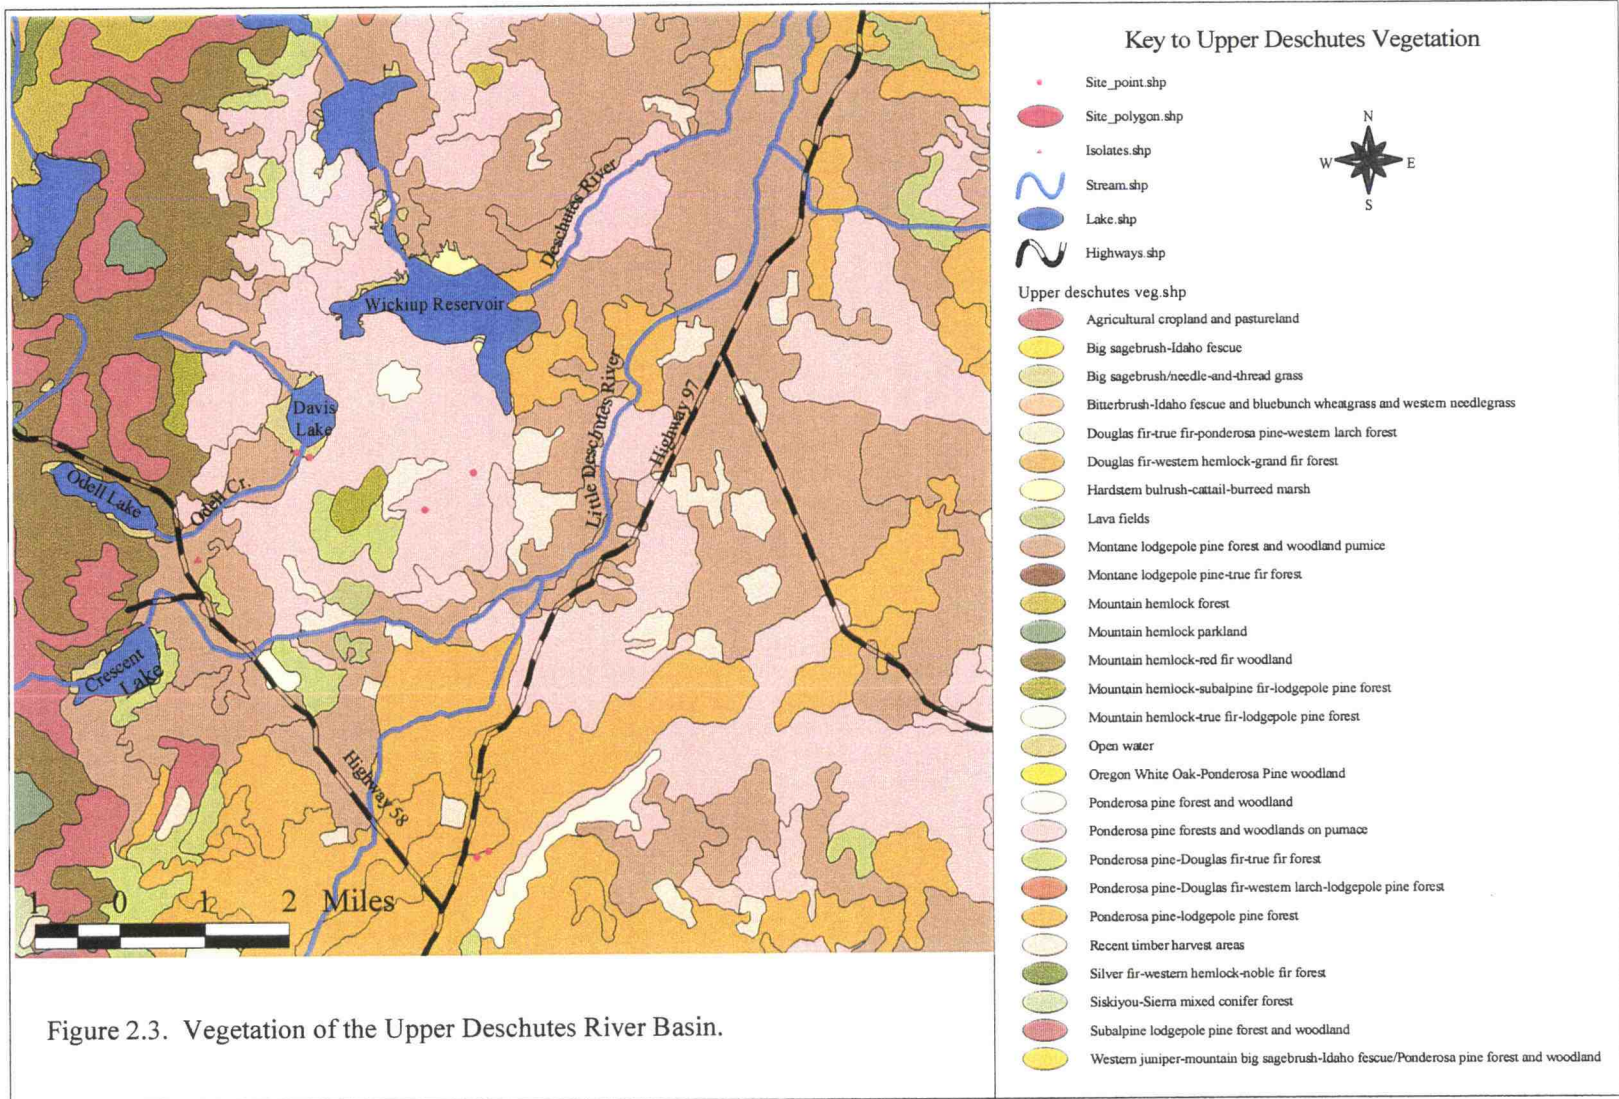 Key to Upper Deschutes Vegetation
Site_point.shp
Site_polygon.shp
Isolates.shp
Stream.shp
Lake.shp
Highways.shp
N
W
E
S
Upper deschutes veg.shp
Agricultural cropland and pastureland
Big sagebrush-Idaho fescue
Big sagebrush/needle-and-thread grass
Bitterbrush-Idaho fescue and bluebunch wheatgrass and western needlegrass
Douglas fir-true fir-ponderosa pine-western larch forest
Douglas fir-western hemlock-grand fir forest
Hardstem bulrush-cattail-burreed marsh
Lava fields
Montane lodgepole pine forest and woodland pumice
Montane lodgepole pine-true fir forest
Mountain hemlock forest
Mountain hemlock parkland
Mountain hemlock-red fir woodland
Mountain hemlock-subalpine fir-lodgepole pine forest
Mountain hemlock-true fir-lodgepole pine forest
Open water
Oregon White Oak-Ponderosa Pine woodland
Ponderosa pine forest and woodland
Ponderosa pine forests and woodlands on pumace
Ponderosa pine-Douglas fir-true fir forest
Ponderosa pine-Douglas fir-western larch-lodgepole pine forest
Ponderosa pine-lodgepole pine forest
Recent timber harvest areas
Silver fir-western hemlock-noble fir forest
Siskiyou-Sierra mixed conifer forest
Subalpine lodgepole pine forest and woodland
Western juniper-mountain big sagebrush-Idaho fescue/Ponderosa pine forest and woodland
Deschutes River
Wickiup Reservoir
Little Deschutes River
Highway 97
Davis
Lake
Odell Lake
Odell Cr.
Crescent
Lake
Highway 58
1 0 1 2 Miles
Figure 2.3. Vegetation of the Upper Deschutes River Basin.